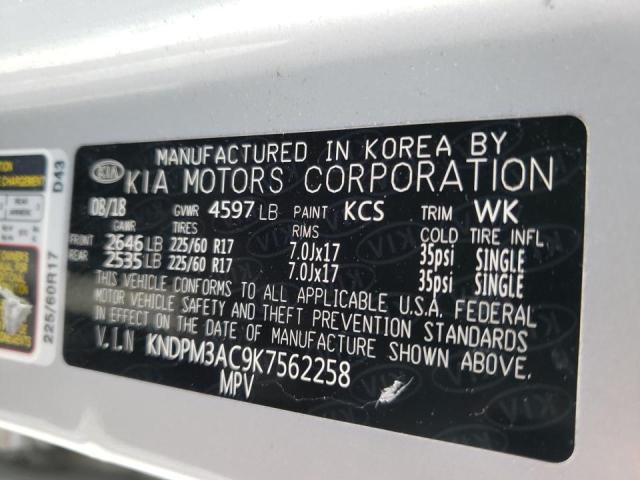 MANUFACTURED IN KOREA BY
KIA KIA MOTORS CORPORATION
08/18 GVWR 4597 LB PAINT KCS TRIM WK
GAWR TIRES RIMS COLD TIRE INFL.
FRONT 2646 LB 225/60 R17 7.0Jx17 35psi SINGLE
REAR 2535 LB 225/60 R17 7.0Jx17 35psi SINGLE
THIS VEHICLE CONFORMS TO ALL APPLICABLE U.S.A. FEDERAL
MOTOR VEHICLE SAFETY AND THEFT PREVENTION STANDARDS
IN EFFECT ON THE DATE OF MANUFACTURE SHOWN ABOVE.
V.I.N KNDPM3AC9K7562258
MPV
D43
225/60R17